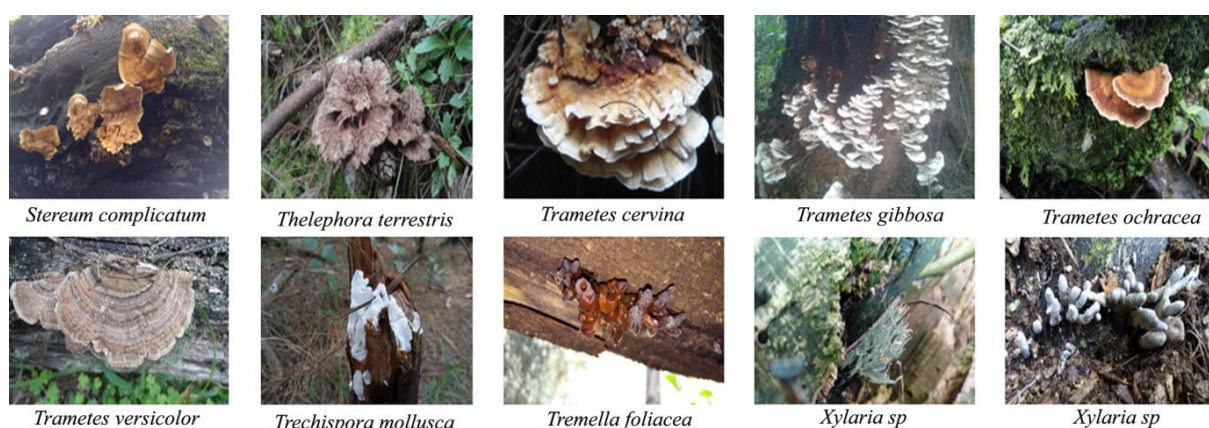 Stereum complicatum
Thelephora terrestris
Trametes cervina
Trametes gibbosa
Trametes ochracea
Trametes versicolor
Trechispora mollusca
Tremella foliacea
Xylaria sp
Xylaria sp